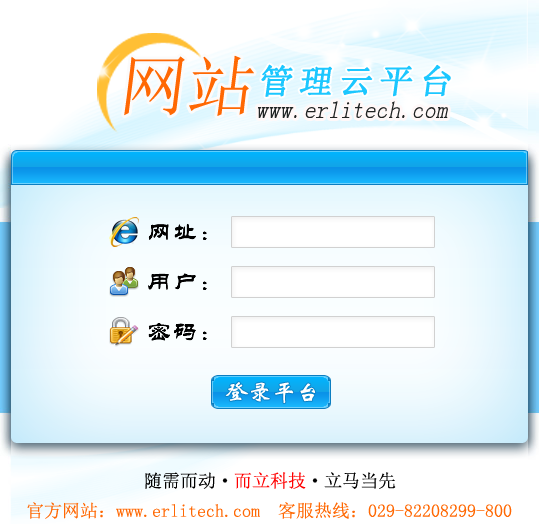 网站管理云平台
www.erlitech.com
网址：
用户：
密码：
登录平台
随需而动·而立科技·立马当先
官方网站：www.erlitech.com 客服热线：029-82208299-800